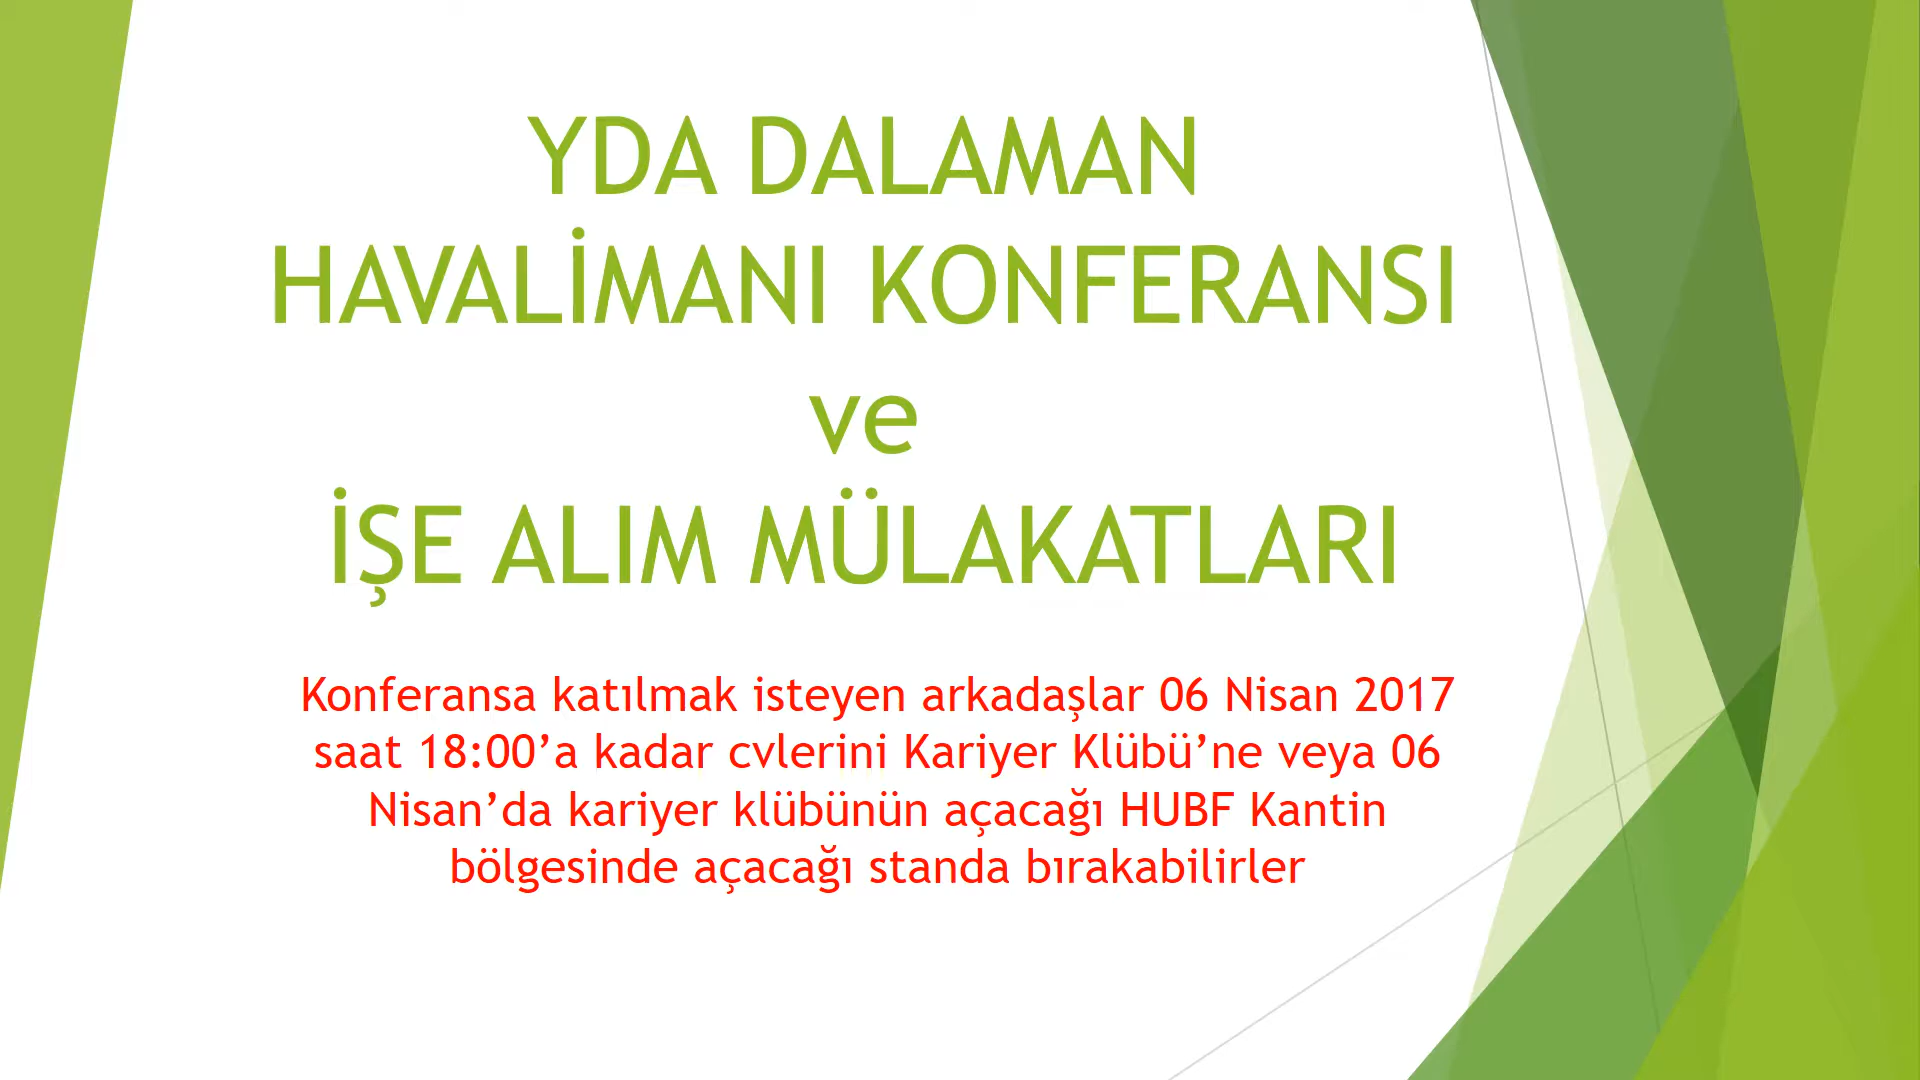 YDA DALAMAN
HAVALİMANI KONFERANSI
ve
İŞE ALIM MÜLAKATLARI
Konferansa katılmak isteyen arkadaşlar 06 Nisan 2017
saat 18:00’a kadar cvlerini Kariyer Klübü’ne veya 06
Nisan’da kariyer klübünün açacağı HUBF Kantin
bölgesinde açacağı standa bırakabilirler